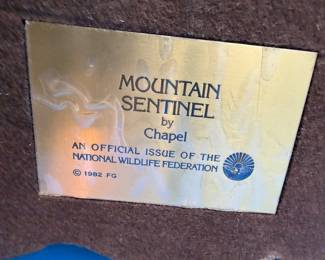 MOUNTAIN
SENTINEL
by
Chapel
AN OFFICIAL ISSUE OF THE
NATIONAL WILDLIFE FEDERATION
© 1982 FG